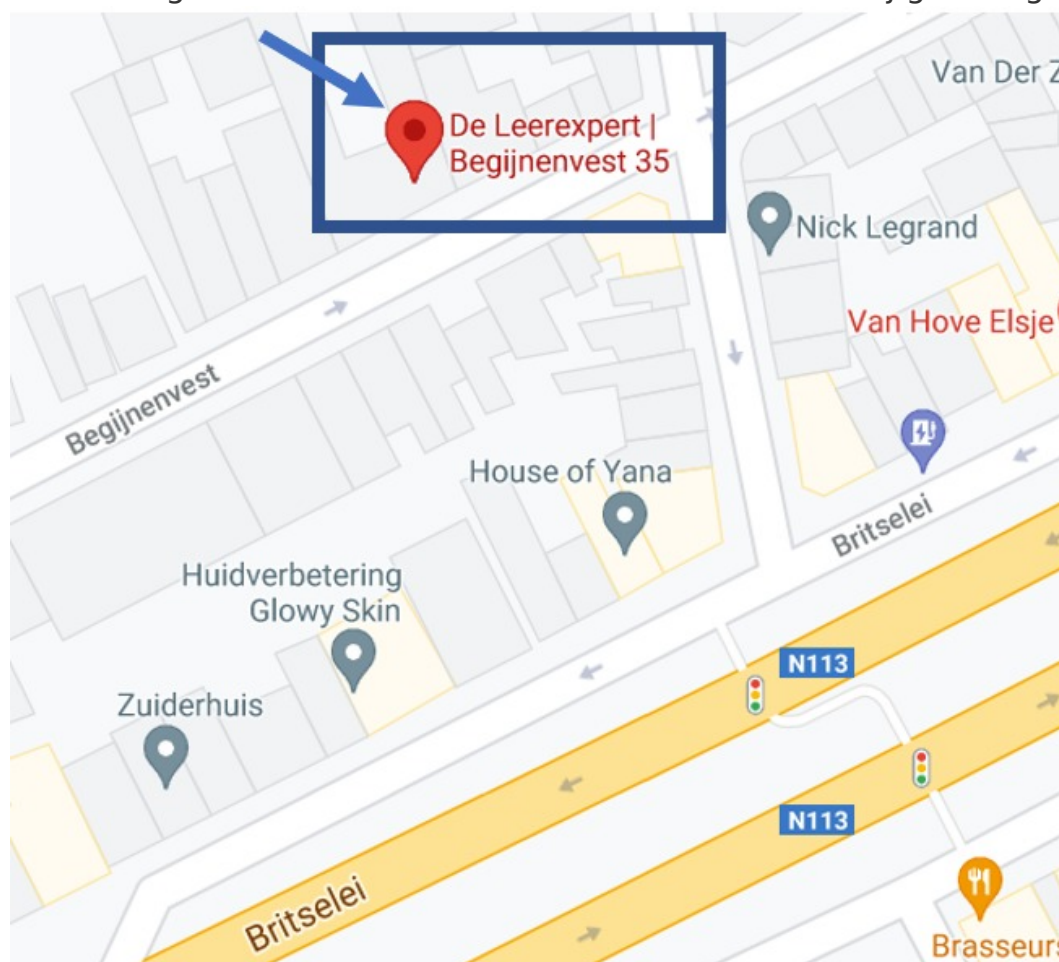 Van Der Z
De Leerexpert |
Begijnenvest 35
Nick Legrand
Van Hove Elsje
Begijnenvest
House of Yana
Britselei
Huidverbetering
Glowy Skin
N113
Zuiderhuis
N113
Britselei
Brasseurs